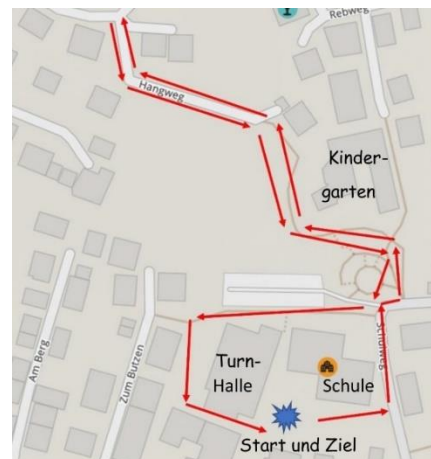 Rebweg
Hangweg
Kinder-
garten
Am Berg
Zum Butzen
Turn-
Halle
Schule
Schulweg
Start und Ziel